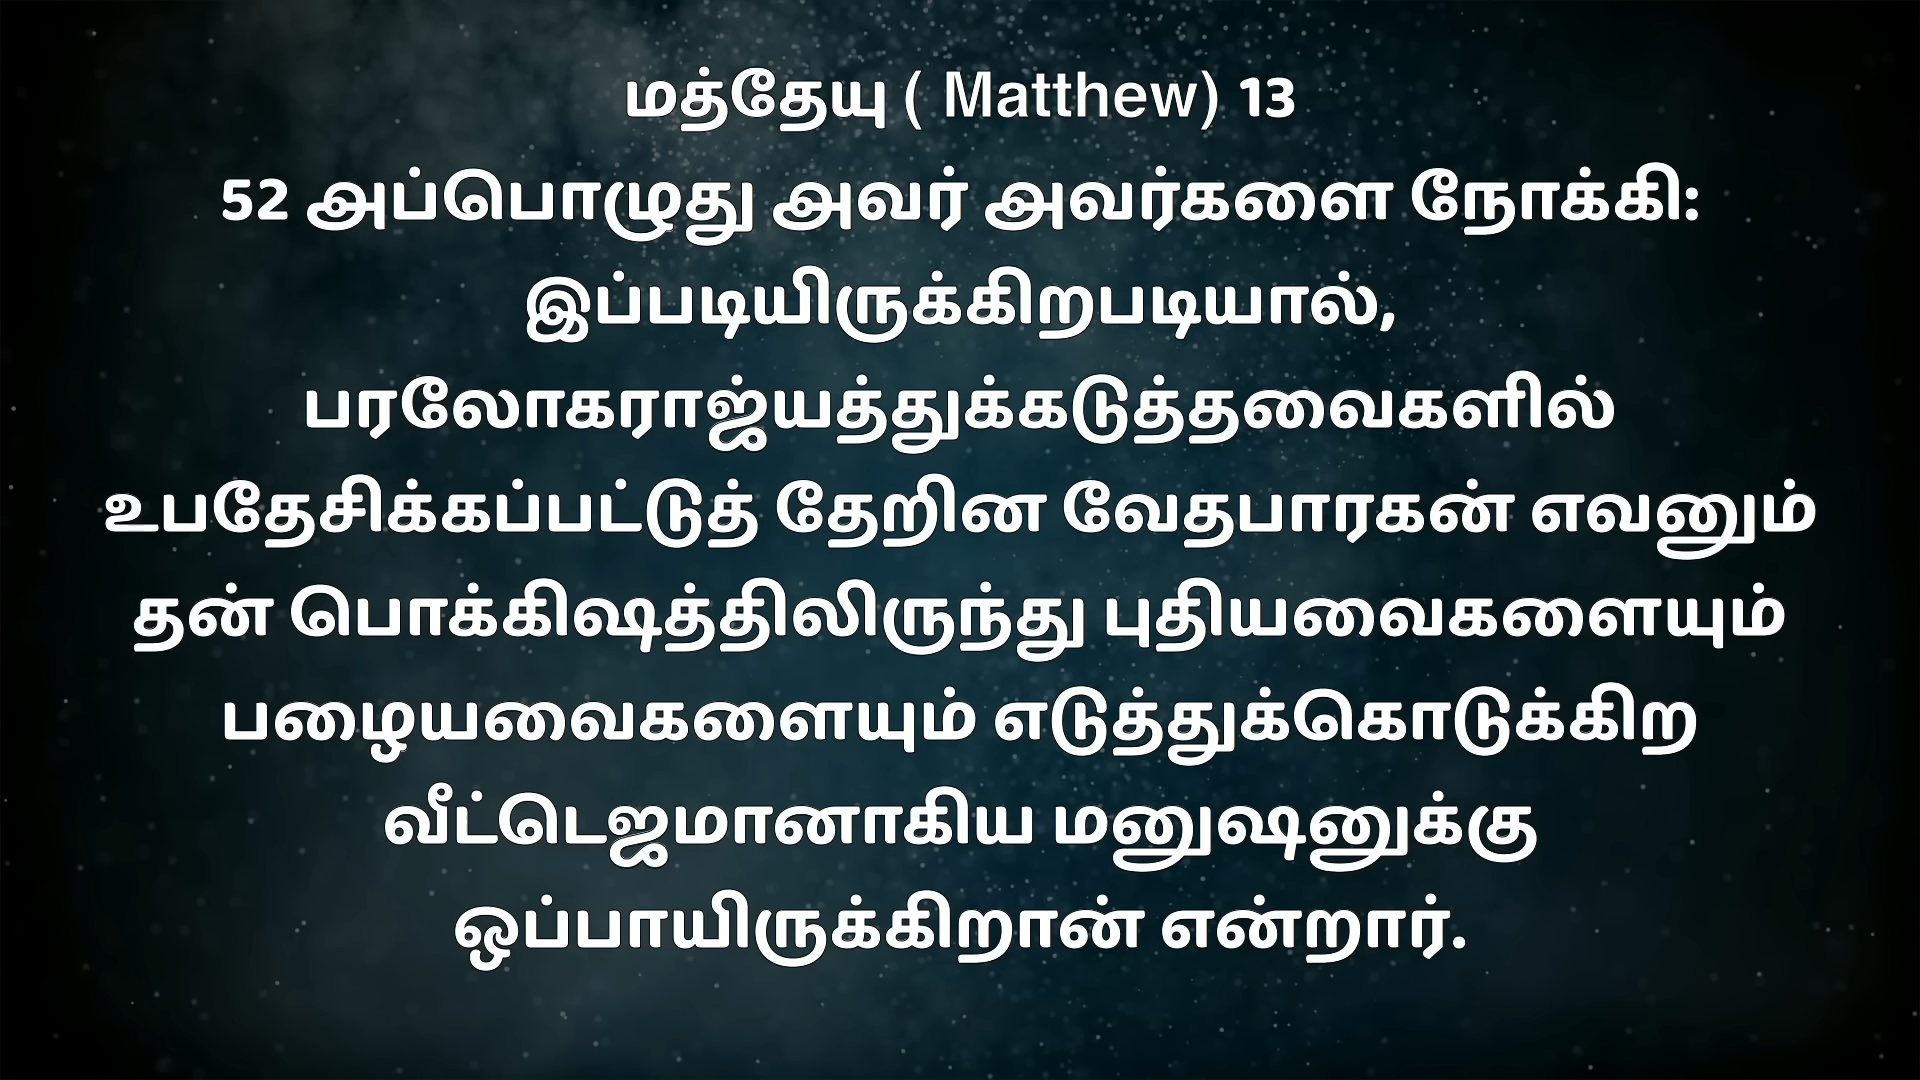 மத்தேயு ( Matthew) 13
52 அப்பொழுது அவர் அவர்களை நோக்கி:
இப்படியிருக்கிறபடியால்,
பரலோகராஜ்யத்துக்கடுத்தவைகளில்
உபதேசிக்கப்பட்டுத் தேறின வேதபாரகன் எவனும்
தன் பொக்கிஷத்திலிருந்து புதியவைகளையும்
பழையவைகளையும் எடுத்துக்கொடுக்கிற
வீட்டெஜமானாகிய மனுஷனுக்கு
ஒப்பாயிருக்கிறான் என்றார்.